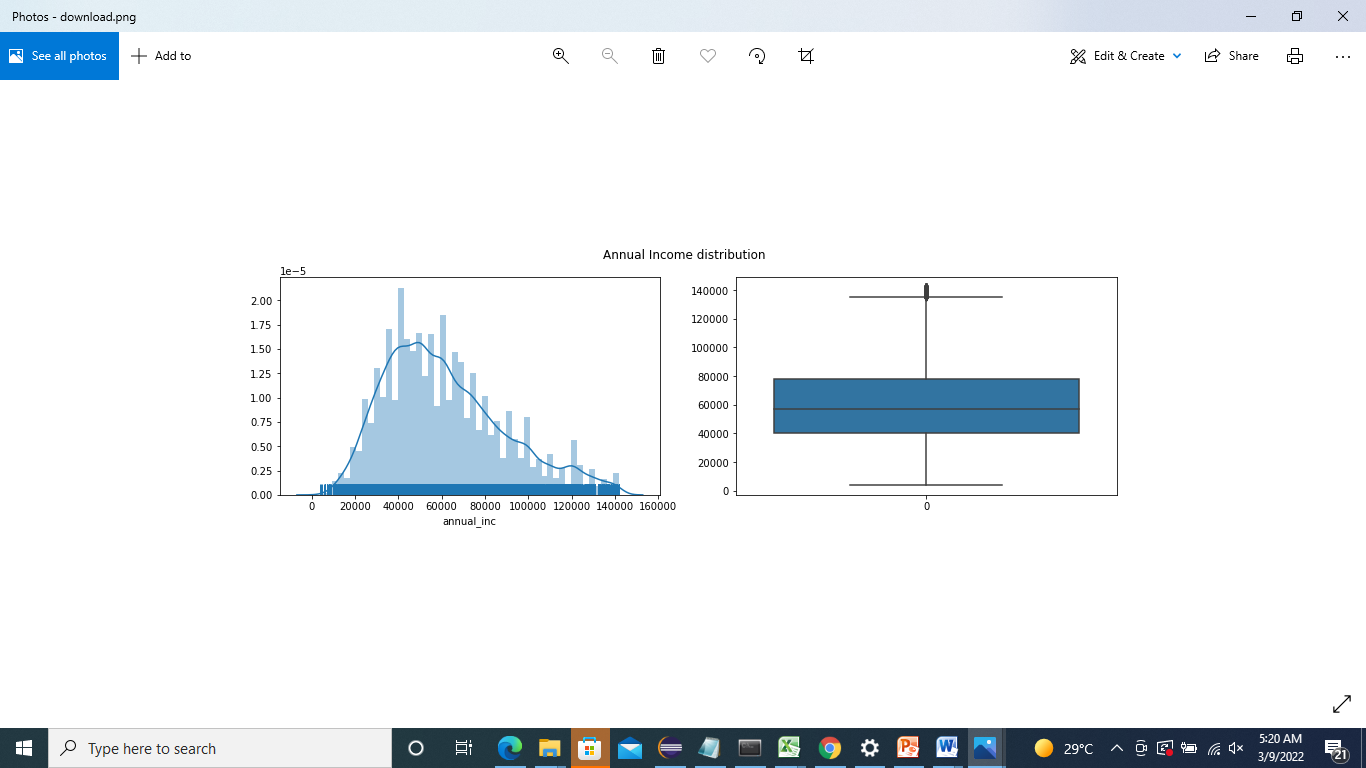 Photos - download.png
See all photos
Add to
Edit & Create
Share
Annual Income distribution
1e−5
2.00
1.75
1.50
1.25
1.00
0.75
0.50
0.25
0.00
0 20000 40000 60000 80000 100000 120000 140000 160000
annual_inc
140000
120000
100000
80000
60000
40000
20000
0
0
Type here to search
29°C
5:20 AM
3/9/2022
21